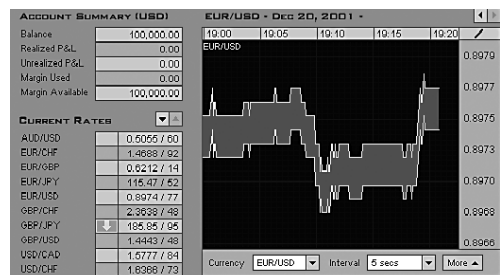 ACCOUNT SUMMARY (USD)
Balance 100,000.00
Realized P&L 0.00
Unrealized P&L 0.00
Margin Used 0.00
Margin Available 100,000.00
CURRENT RATES
AUD/USD 0.5055 / 60
EUR/CHF 1.4688 / 92
EUR/GBP 0.6212 / 14
EUR/JPY 115.47 / 52
EUR/USD 0.8974 / 77
GBP/CHF 2.3638 / 48
GBP/JPY 185.85 / 95
GBP/USD 1.4443 / 48
USD/CAD 1.5777 / 84
USD/CHF 1.6366 / 73
EUR/USD - DEC 20, 2001 -
19:00 19:05 19:10 19:15 19:20
EUR/USD
0.8979
0.8977
0.8975
0.8973
0.8970
0.8968
0.8966
Currency EUR/USD Interval 5 secs More